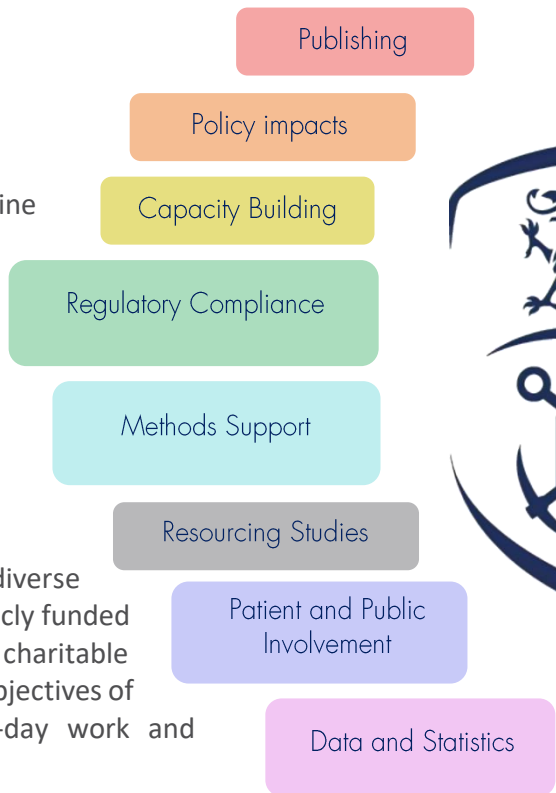 Publishing
Policy impacts
ine
Capacity Building
Regulatory Compliance
Methods Support
Resourcing Studies
diverse
cly funded
charitable
bjectives of
-day work and
Patient and Public
Involvement
Data and Statistics